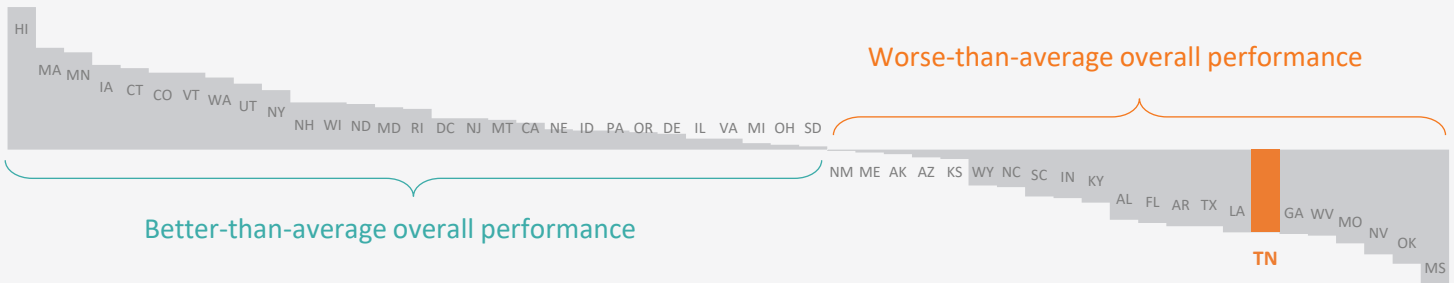 HI
MA
MN
IA
CT
CO
VT
WA
UT
NY
NH
WI
ND
MD
RI
DC
NJ
MT
CA
NE
ID
PA
OR
DE
IL
VA
MI
OH
SD
Worse-than-average overall performance
NM
ME
AK
AZ
KS
WY
NC
SC
IN
KY
AL
FL
AR
TX
LA
TN
GA
WV
MO
NV
OK
MS
Better-than-average overall performance